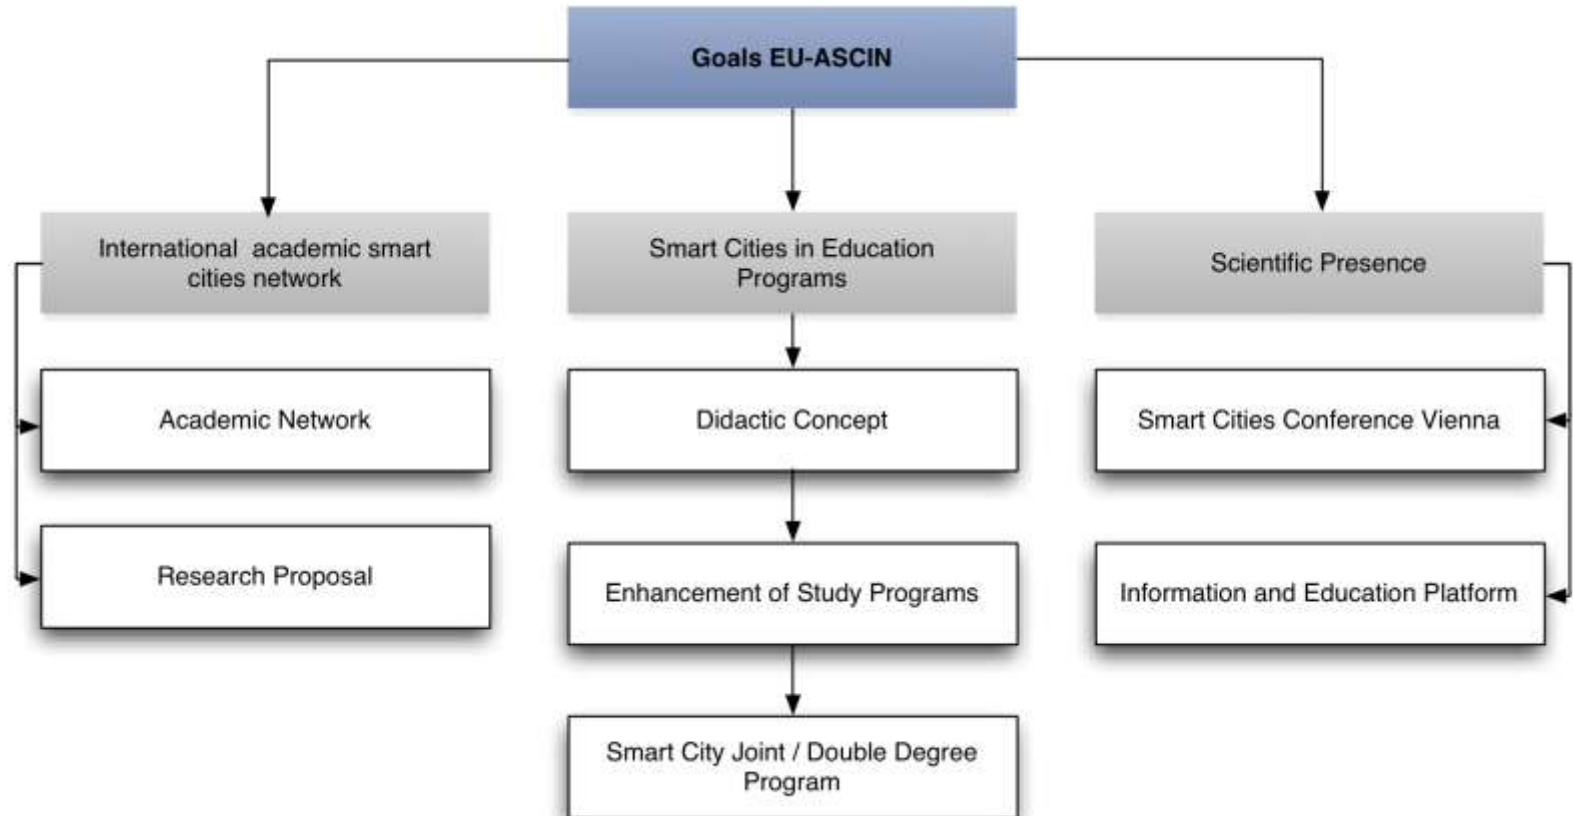 Goals EU-ASCIN
International academic smart
cities network
Smart Cities in Education
Programs
Scientific Presence
Academic Network
Didactic Concept
Smart Cities Conference Vienna
Research Proposal
Enhancement of Study Programs
Information and Education Platform
Smart City Joint / Double Degree
Program